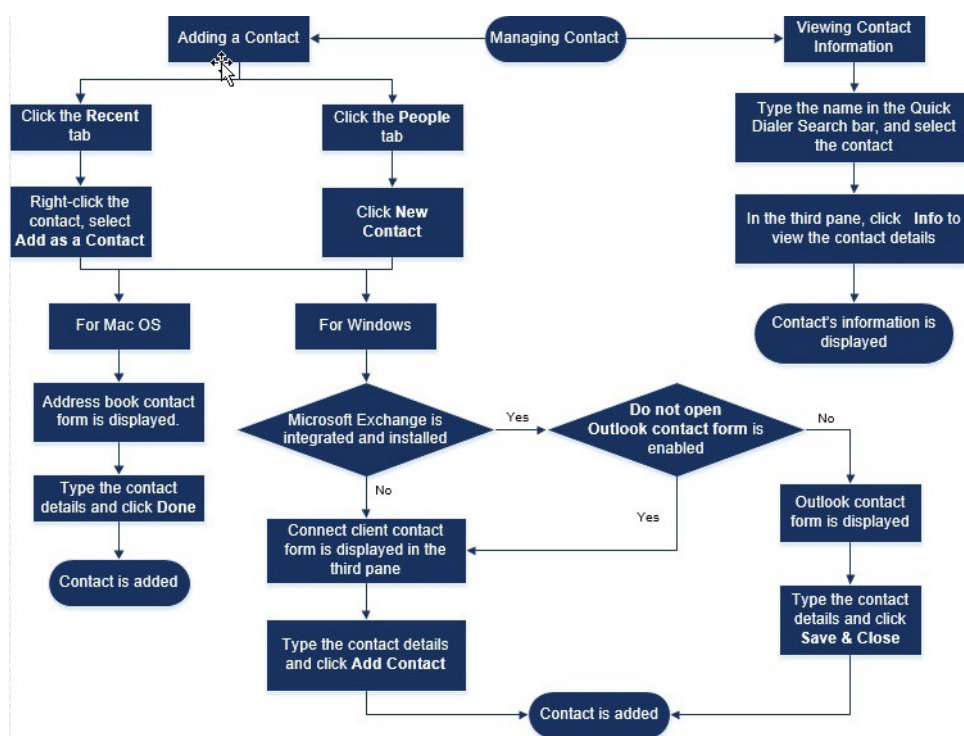 Adding a Contact
Managing Contact
Viewing Contact
Information
Click the Recent
tab
Click the People
tab
Type the name in the Quick
Dialer Search bar, and select
the contact
Right-click the
contact, select
Add as a Contact
Click New
Contact
In the third pane, click Info to
view the contact details
For Mac OS
For Windows
Contact's information is
displayed
Address book contact
form is displayed.
Microsoft Exchange is
integrated and installed
Yes
Do not open
Outlook contact form is
enabled
No
Type the contact
details and click Done
No
Yes
Outlook contact
form is displayed
Connect client contact
form is displayed in the
third pane
Contact is added
Type the contact
details and click
Save & Close
Type the contact details
and click Add Contact
Contact is added